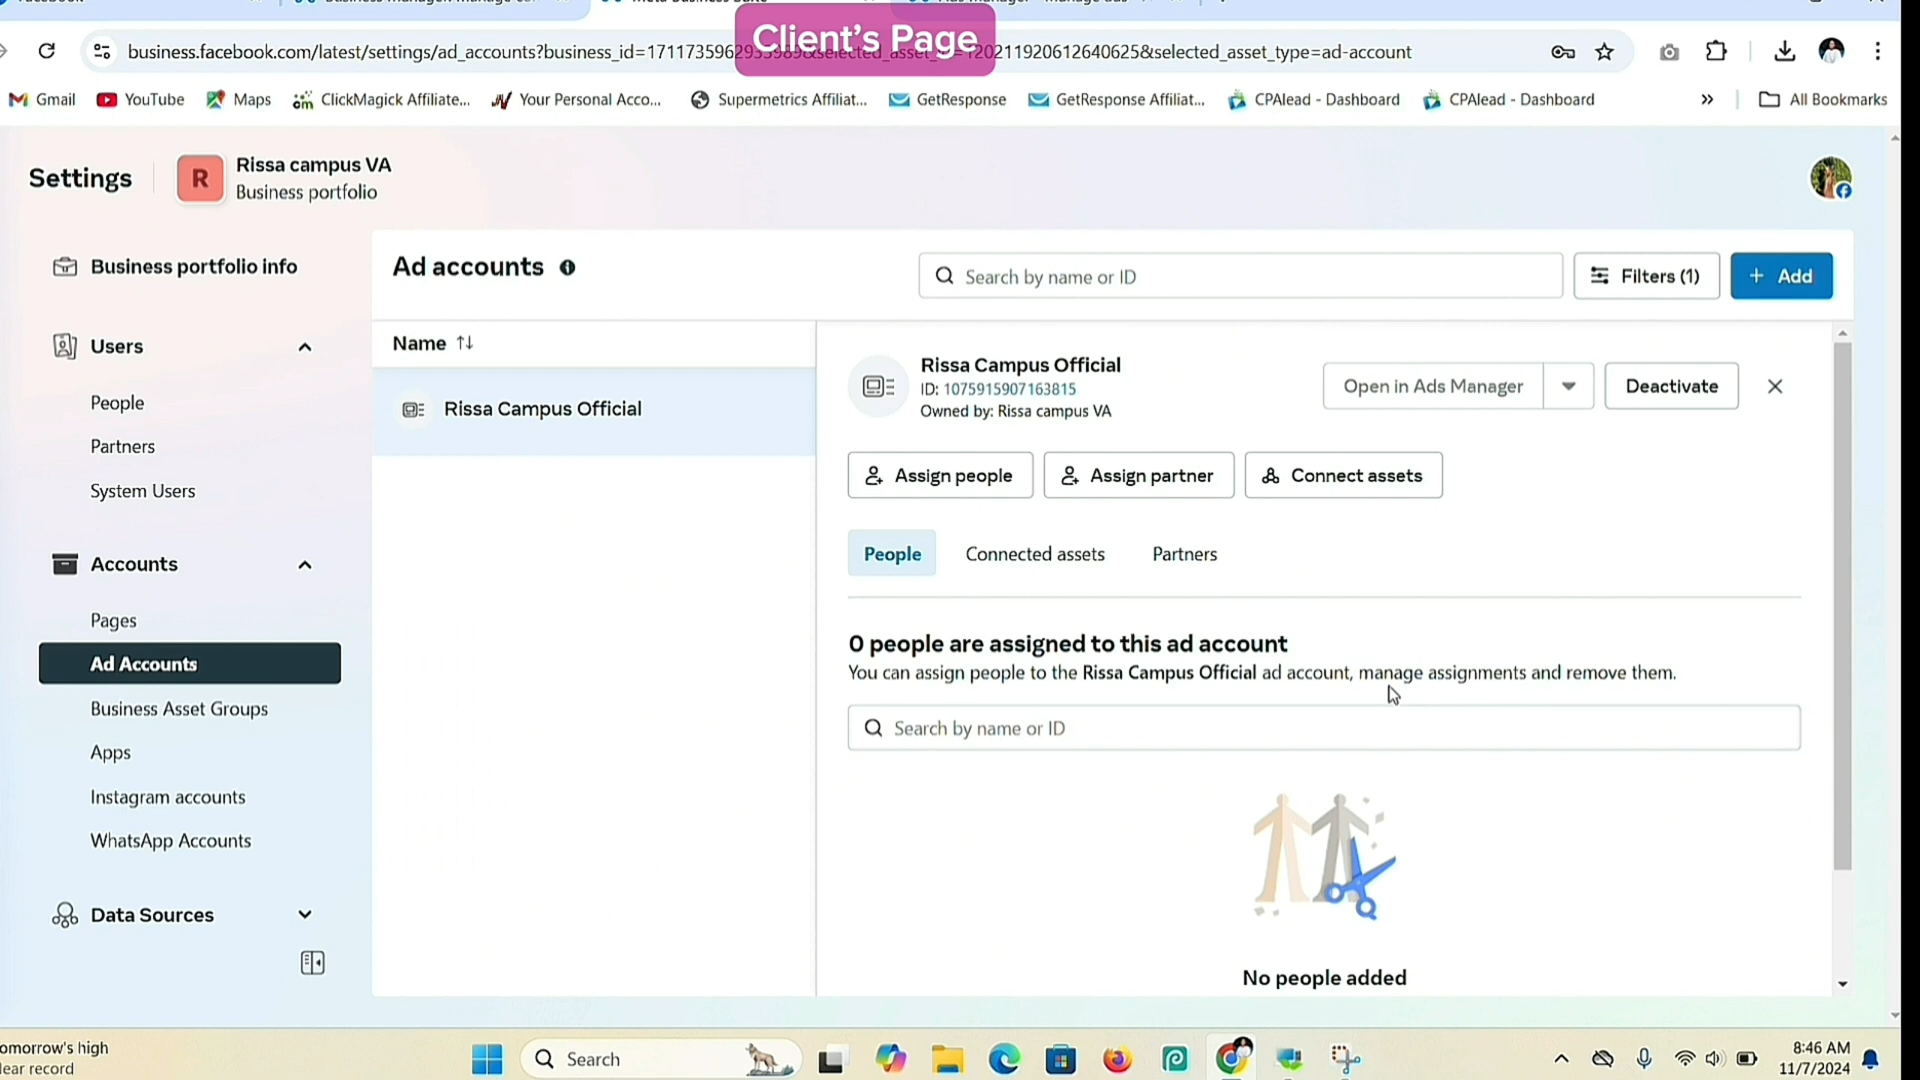 Client's Page
business.facebook.com/latest/settings/ad_accounts?business_id=
20211920612640625&selected_asset_type=ad-account
Gmail
YouTube
Maps
ClickMagick Affiliate...
Your Personal Acco...
Supermetrics Affiliat...
GetResponse
GetResponse Affiliat...
CPAlead - Dashboard
CPAlead - Dashboard
All Bookmarks
Settings
R
Rissa campus VA
Business portfolio
Business portfolio info
Users
People
Partners
System Users
Accounts
Pages
Ad Accounts
Business Asset Groups
Apps
Instagram accounts
WhatsApp Accounts
Data Sources
Ad accounts
Search by name or ID
Filters (1)
+ Add
Name
Rissa Campus Official
Rissa Campus Official
ID: 1075915907163815
Owned by: Rissa campus VA
Open in Ads Manager
Deactivate
Assign people
Assign partner
Connect assets
People
Connected assets
Partners
0 people are assigned to this ad account
You can assign people to the Rissa Campus Official ad account, manage assignments and remove them.
Search by name or ID
No people added
omorrow's high
lear record
Search
8:46 AM
11/7/2024